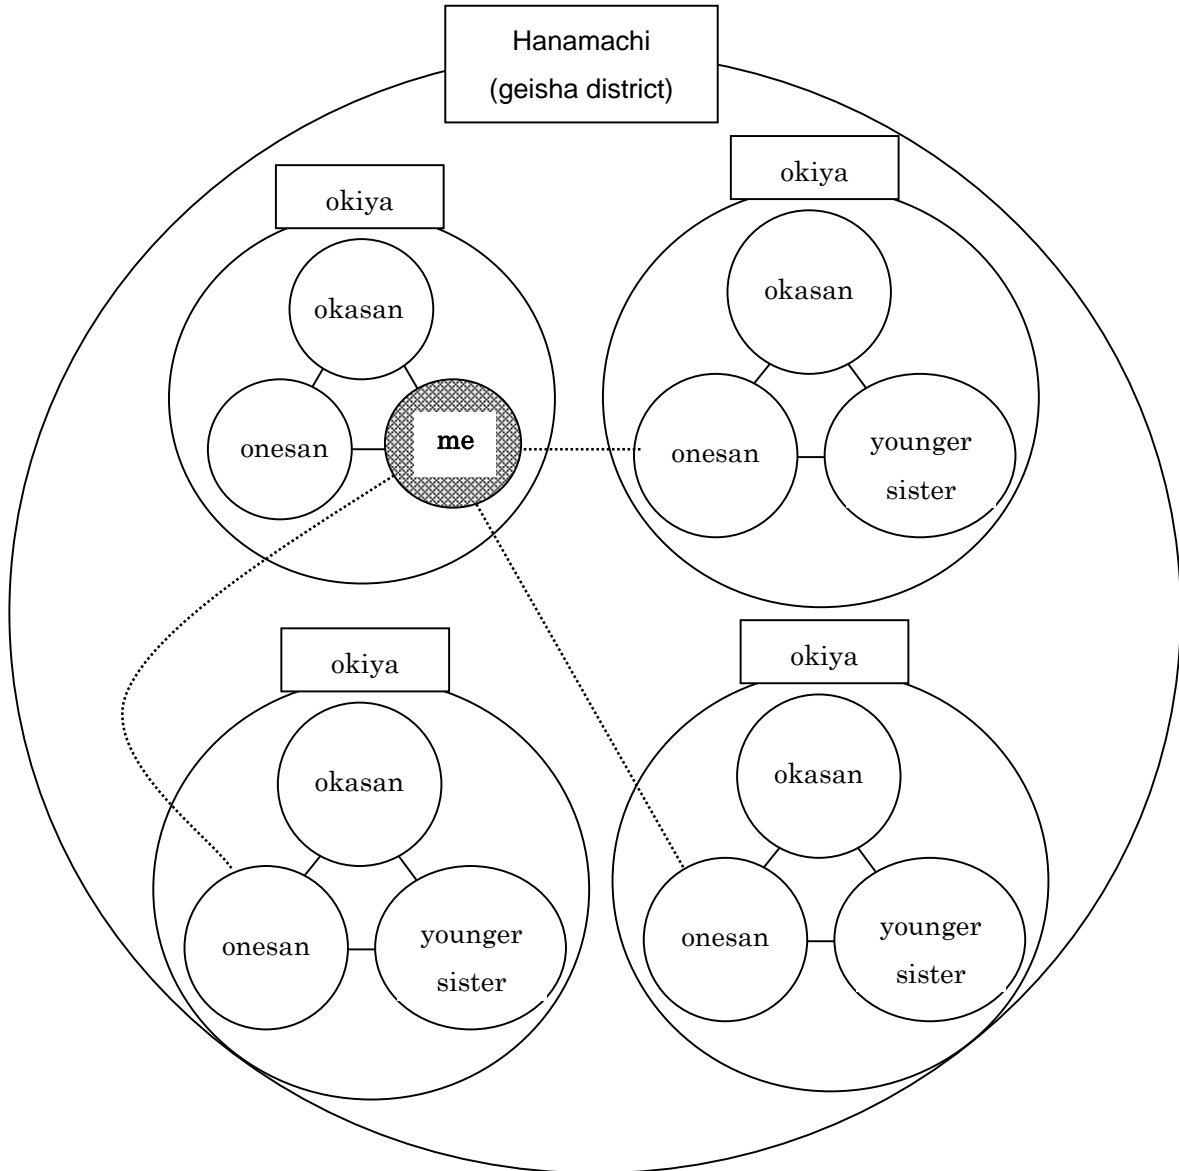 Hanamachi
(geisha district)
okiya
okasan
onesan
me
okiya
okasan
onesan
younger
sister
okiya
okasan
onesan
younger
sister
okiya
okasan
onesan
younger
sister